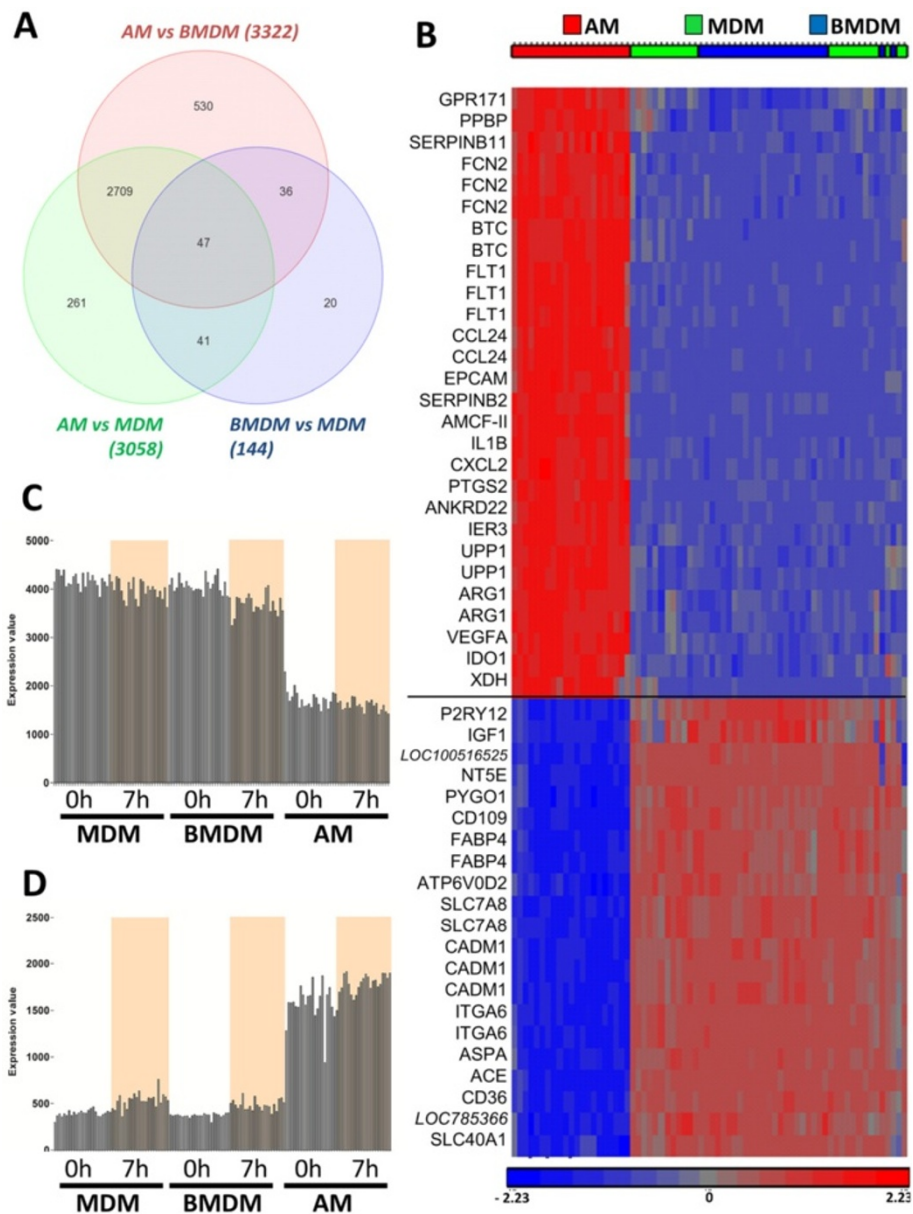 A
AM vs BMDM (3322)
530
2709
36
47
261
20
41
AM vs MDM
(3058)
BMDM vs MDM
(144)
B
AM
MDM
BMDM
GPR171
PPBP
SERPINB11
FCN2
FCN2
FCN2
BTC
BTC
FLT1
FLT1
FLT1
CCL24
CCL24
EPCAM
SERPINB2
AMCF-II
IL1B
CXCL2
PTGS2
ANKRD22
IER3
UPP1
UPP1
ARG1
ARG1
VEGFA
IDO1
XDH
P2RY12
IGF1
LOC100516525
NT5E
PYGO1
CD109
FABP4
FABP4
ATP6V0D2
SLC7A8
SLC7A8
CADM1
CADM1
CADM1
ITGA6
ITGA6
ASPA
ACE
CD36
LOC785366
SLC40A1
- 2.23
0
2.23
C
Expression value
5000
4000
3000
2000
1000
0
0h 7h 0h 7h 0h 7h
MDM BMDM AM
D
Expression value
2500
2000
1500
1000
500
0
0h 7h 0h 7h 0h 7h
MDM BMDM AM